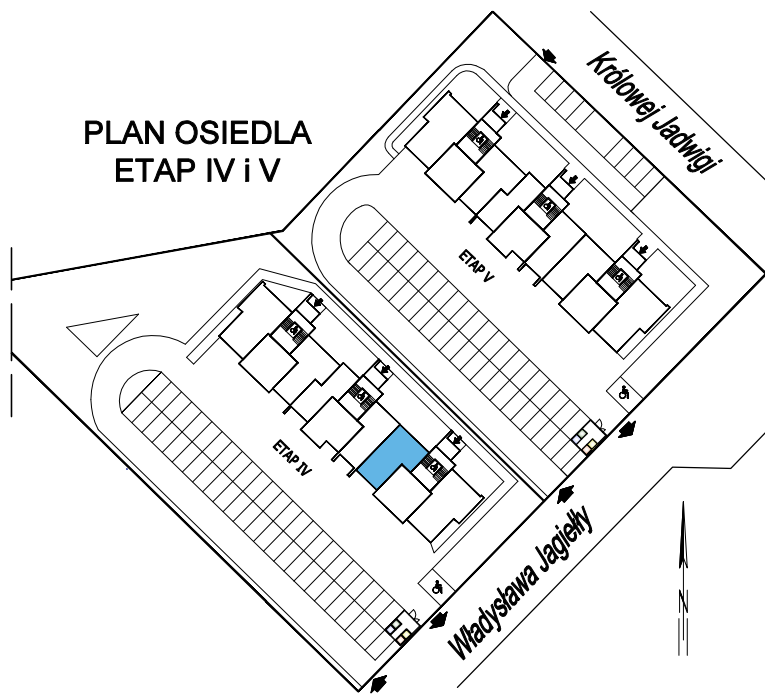 PLAN OSIEDLA
ETAP IV i V
Królowej Jadwigi
ETAP V
ETAP IV
Władysława Jagiełły
N